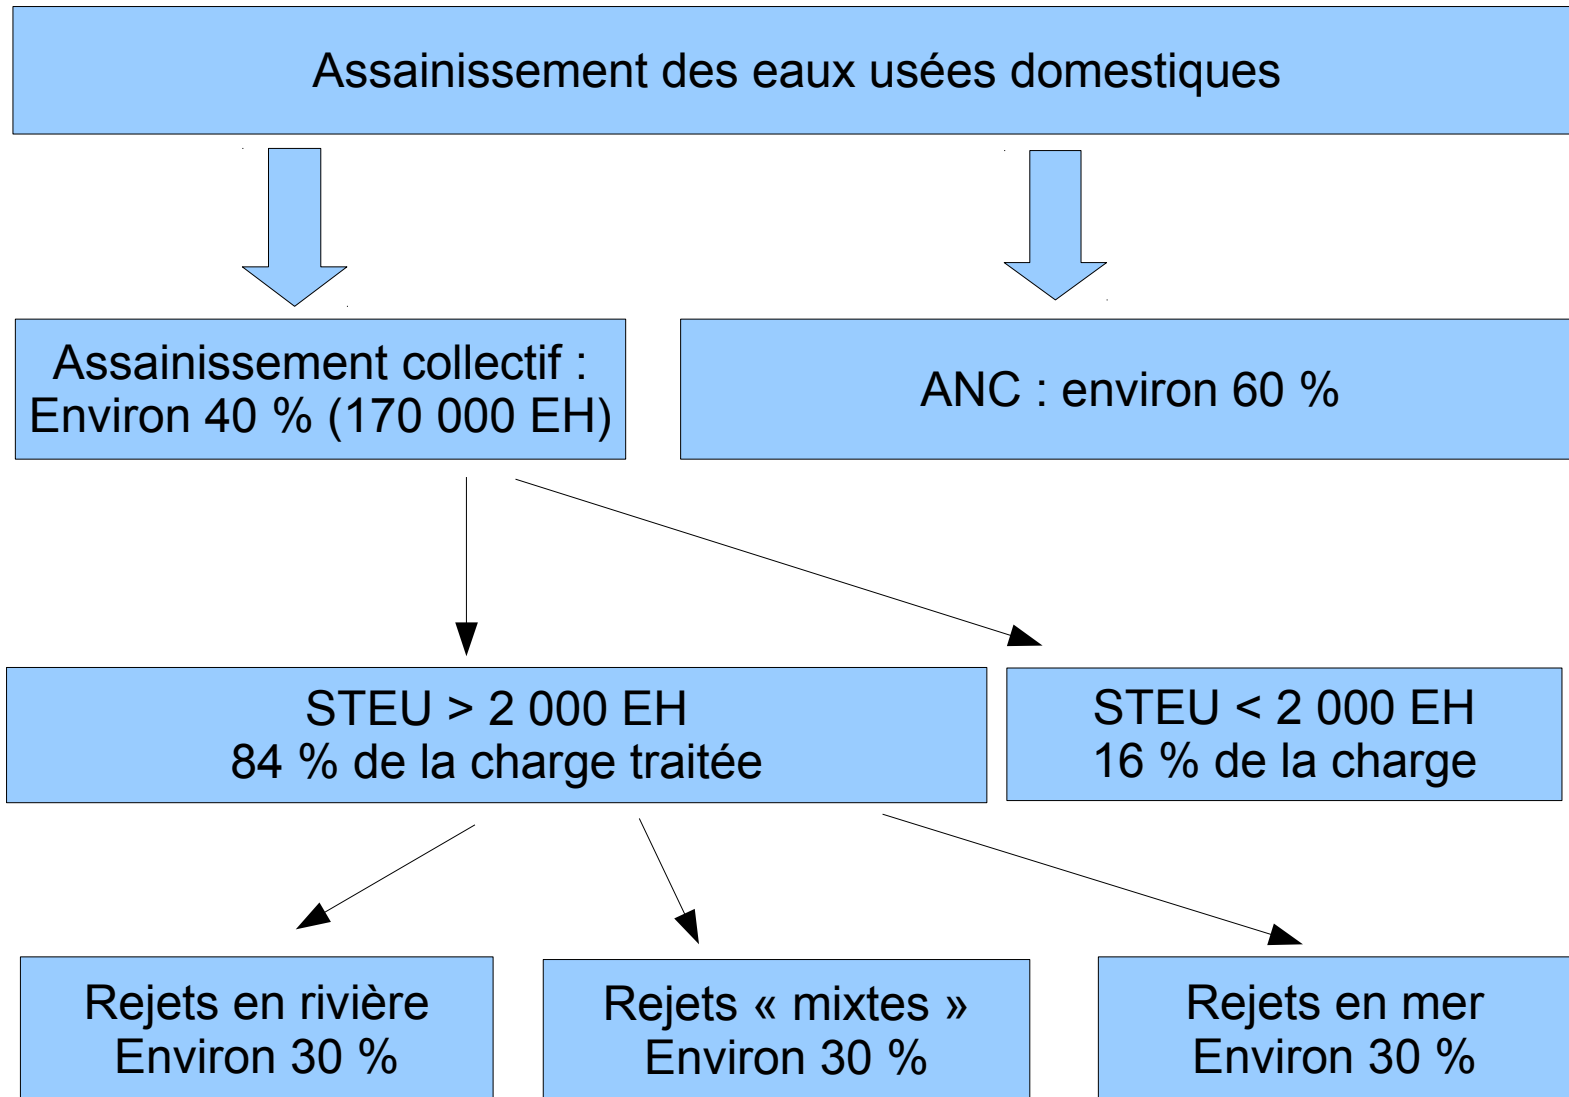 Assainissement des eaux usées domestiques
Assainissement collectif :
Environ 40 % (170 000 EH)
ANC : environ 60 %
STEU > 2 000 EH
84 % de la charge traitée
STEU < 2 000 EH
16 % de la charge
Rejets en rivière
Environ 30 %
Rejets « mixtes »
Environ 30 %
Rejets en mer
Environ 30 %